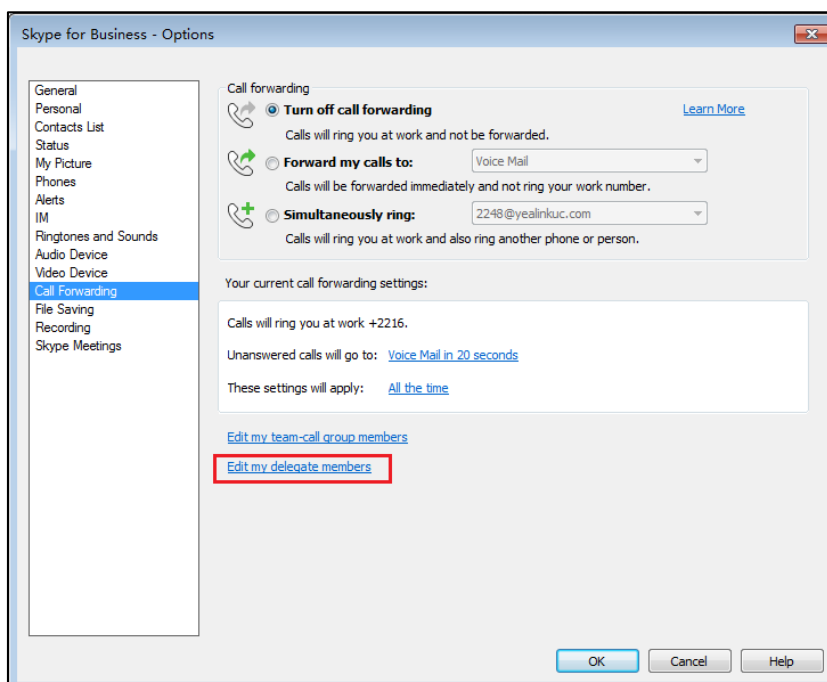 Skype for Business - Options
General
Personal
Contacts List
Status
My Picture
Phones
Alerts
IM
Ringtones and Sounds
Audio Device
Video Device
Call Forwarding
File Saving
Recording
Skype Meetings
Call forwarding
Turn off call forwarding
Learn More
Calls will ring you at work and not be forwarded.
Forward my calls to:
Voice Mail
Calls will be forwarded immediately and not ring your work number.
Simultaneously ring:
2248@yealinkuc.com
Calls will ring you at work and also ring another phone or person.
Your current call forwarding settings:
Calls will ring you at work +2216.
Unanswered calls will go to: Voice Mail in 20 seconds
These settings will apply: All the time
Edit my team-call group members
Edit my delegate members
OK Cancel Help